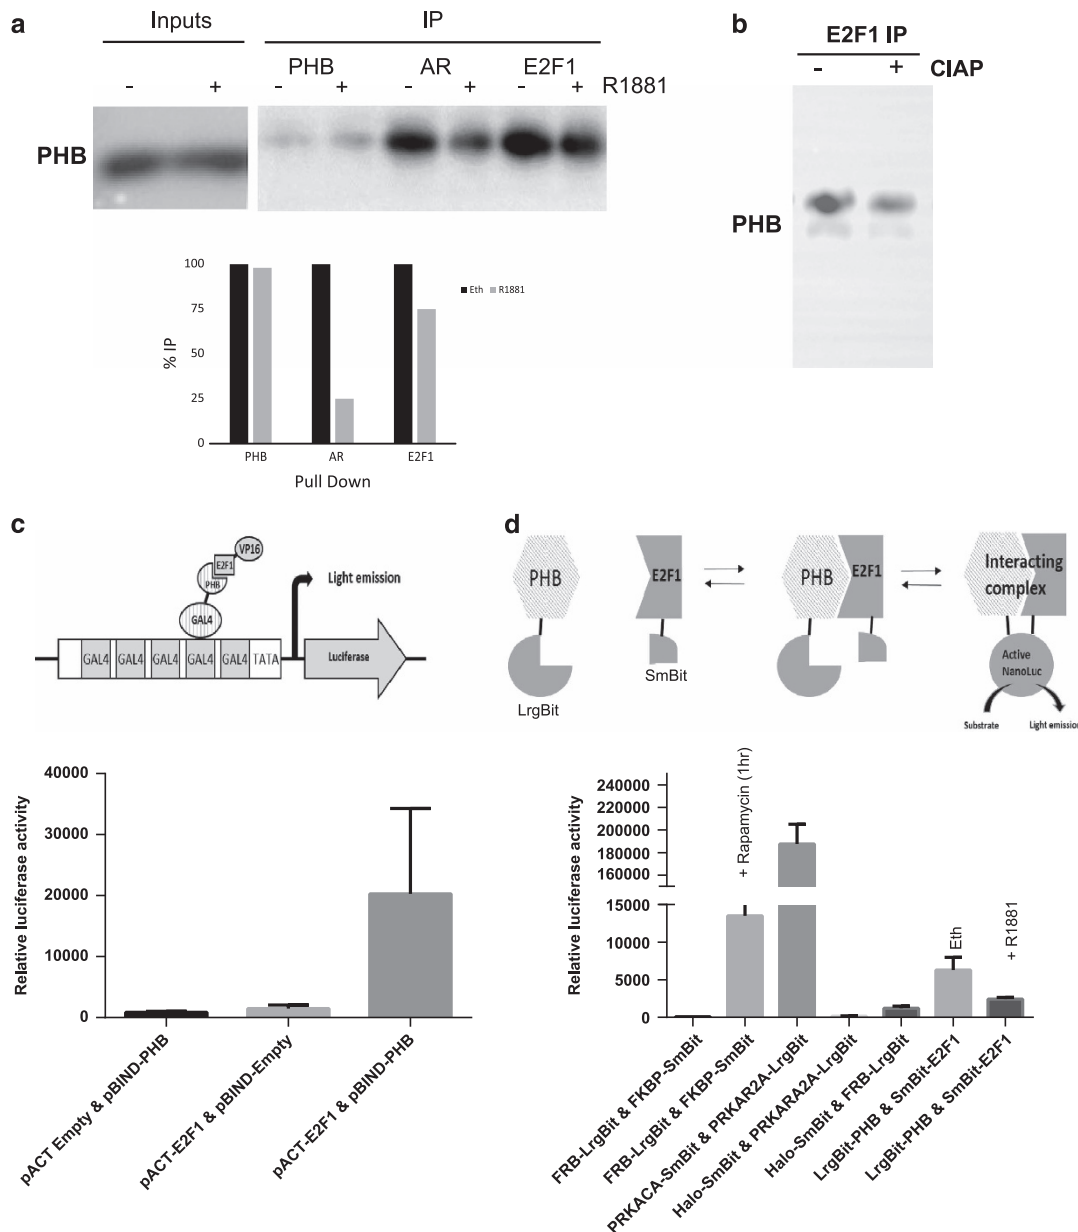 a
Inputs
IP
PHB
AR
E2F1
- + - + - + - + R1881
PHB
100
75
50
25
0
% IP
Eth R1881
PHB AR E2F1
Pull Down
b
E2F1 IP
- + CIAP
PHB
c
VP16
E2F1
PHB
GAL4
Light emission
GAL4 GAL4 GAL4 GAL4 GAL4 TATA
Luciferase
40000
30000
20000
10000
0
Relative luciferase activity
pACT Empty & pBIND-PHB
pACT-E2F1 & pBIND-Empty
pACT-E2F1 & pBIND-PHB
d
PHB
E2F1
PHB
E2F1
Interacting
complex
LrgBit
SmBit
Active
NanoLuc
Substrate
Light emission
240000
220000
200000
180000
160000
15000
10000
5000
0
Relative luciferase activity
+ Rapamycin (1hr)
Eth
+ R1881
FRB-LrgBit & FKBP-SmBit
FRB-LrgBit & FKBP-SmBit
PRKACA-SmBit & PRKAR2A-LrgBit
Halo-SmBit & PRKARA2A-LrgBit
Halo-SmBit & FRB-LrgBit
LrgBit-PHB & SmBit-E2F1
LrgBit-PHB & SmBit-E2F1